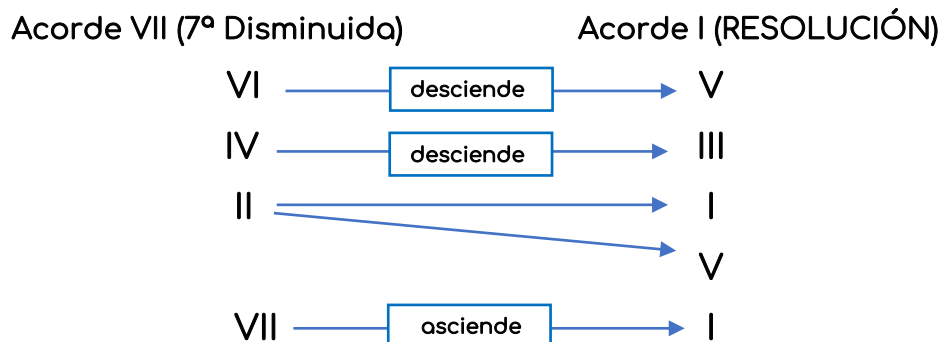 Acorde VII (7ª Disminuida) Acorde I (RESOLUCIÓN)
VI desciende V
IV desciende III
II I
V
VII asciende I